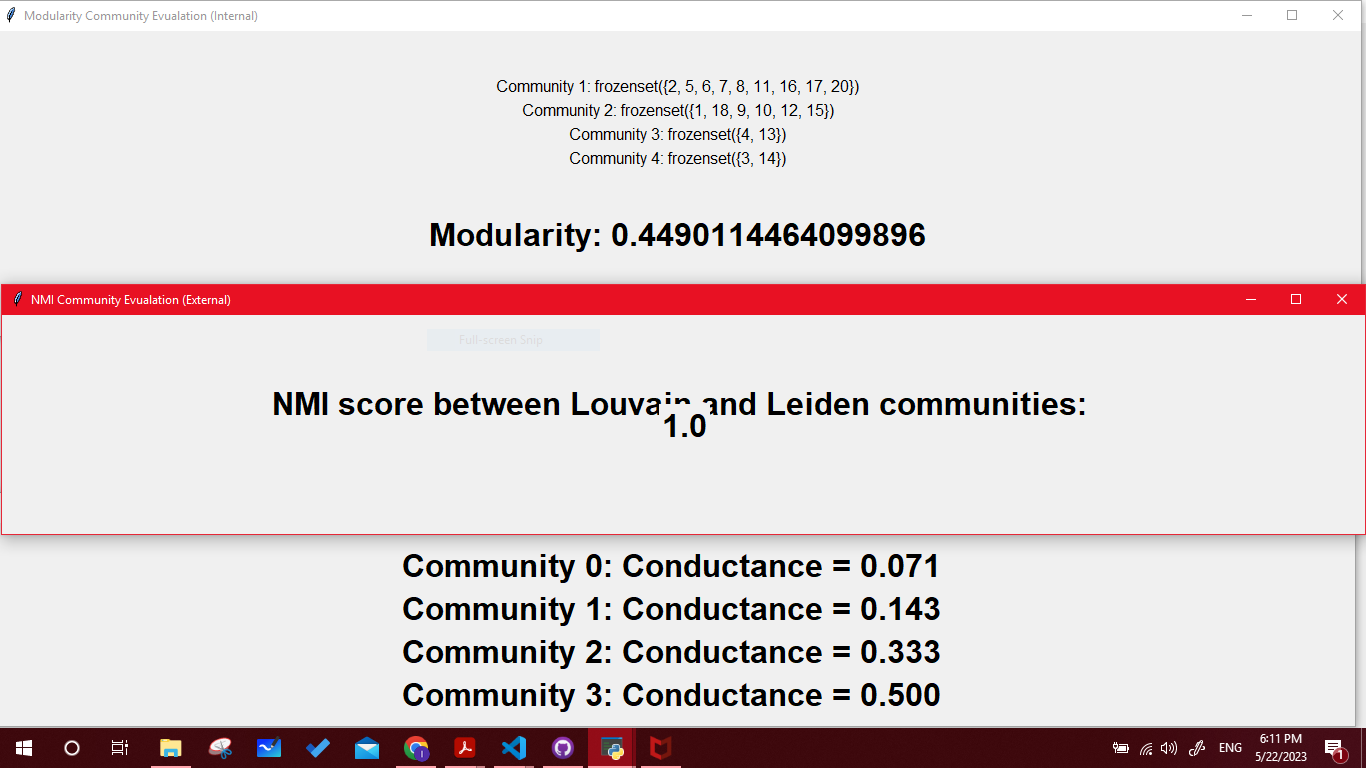 Modularity Community Evualation (Internal)
Community 1: frozenset({2, 5, 6, 7, 8, 11, 16, 17, 20})
Community 2: frozenset({1, 18, 9, 10, 12, 15})
Community 3: frozenset({4, 13})
Community 4: frozenset({3, 14})
Modularity: 0.4490114464099896
NMI Community Evualation (External)
Full-screen Snip
NMI score between Louvain and Leiden communities:
1.0
Community 0: Conductance = 0.071
Community 1: Conductance = 0.143
Community 2: Conductance = 0.333
Community 3: Conductance = 0.500
ENG
6:11 PM
5/22/2023
1